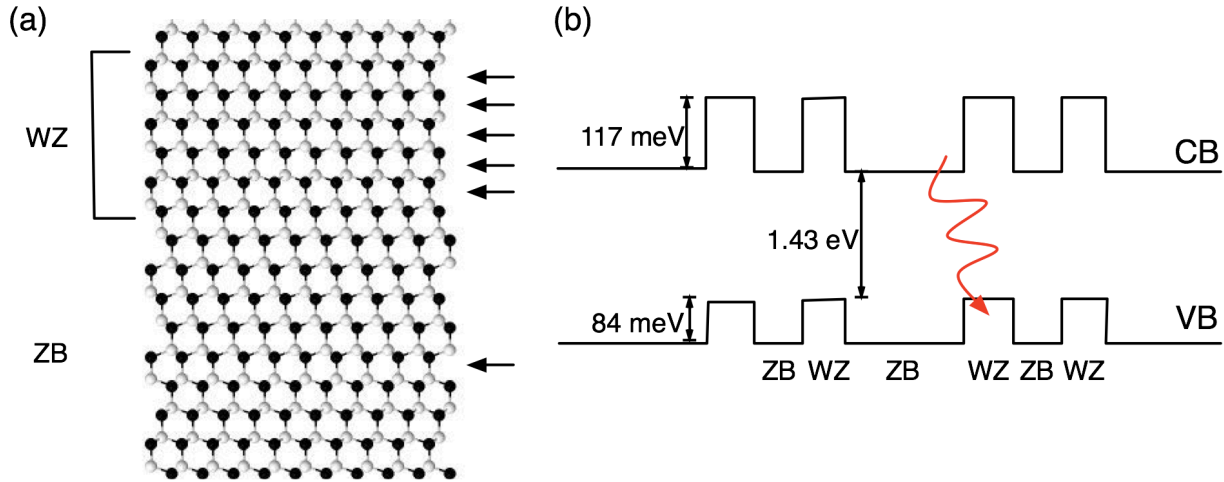 (a)
WZ
ZB
(b)
117 meV
CB
1.43 eV
84 meV
VB
ZB WZ ZB WZ ZB WZ